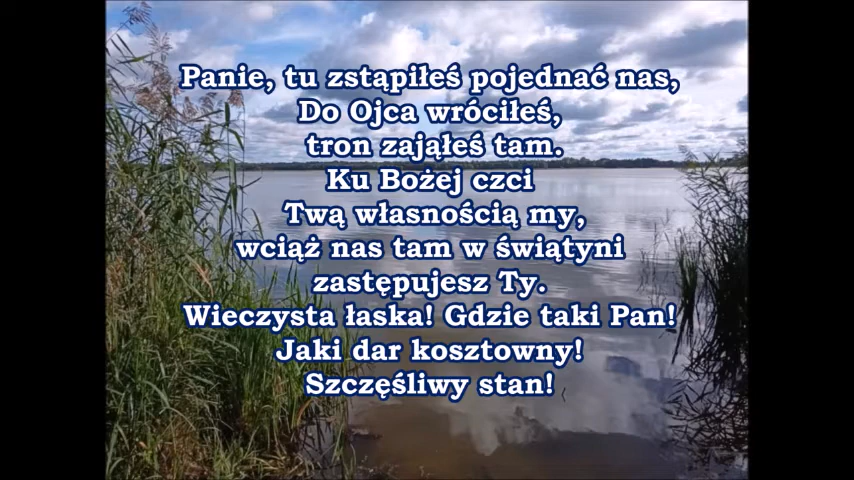 Panie, tu zstąpiłeś pojednać nas,
Do Ojca wróciłeś,
tron zająłeś tam.
Ku Bożej czci
Twą własnością my,
wciąż nas tam w świątyni
zastępujesz Ty.
Wieczysta łaska! Gdzie taki Pan!
Jaki dar kosztowny!
Szczęśliwy stan!